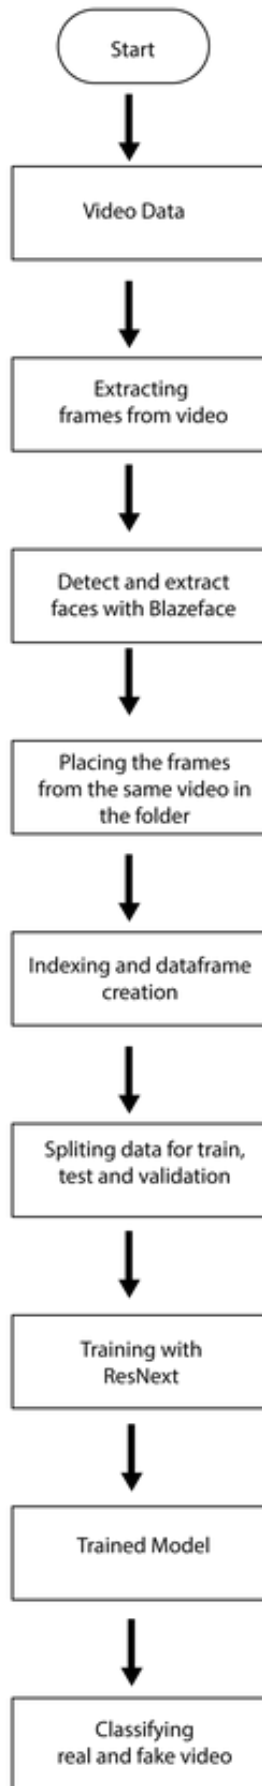 Start
Video Data
Extracting
frames from video
Detect and extract
faces with Blazeface
Placing the frames
from the same video in
the folder
Indexing and dataframe
creation
Spliting data for train,
test and validation
Training with
ResNext
Trained Model
Classifying
real and fake video